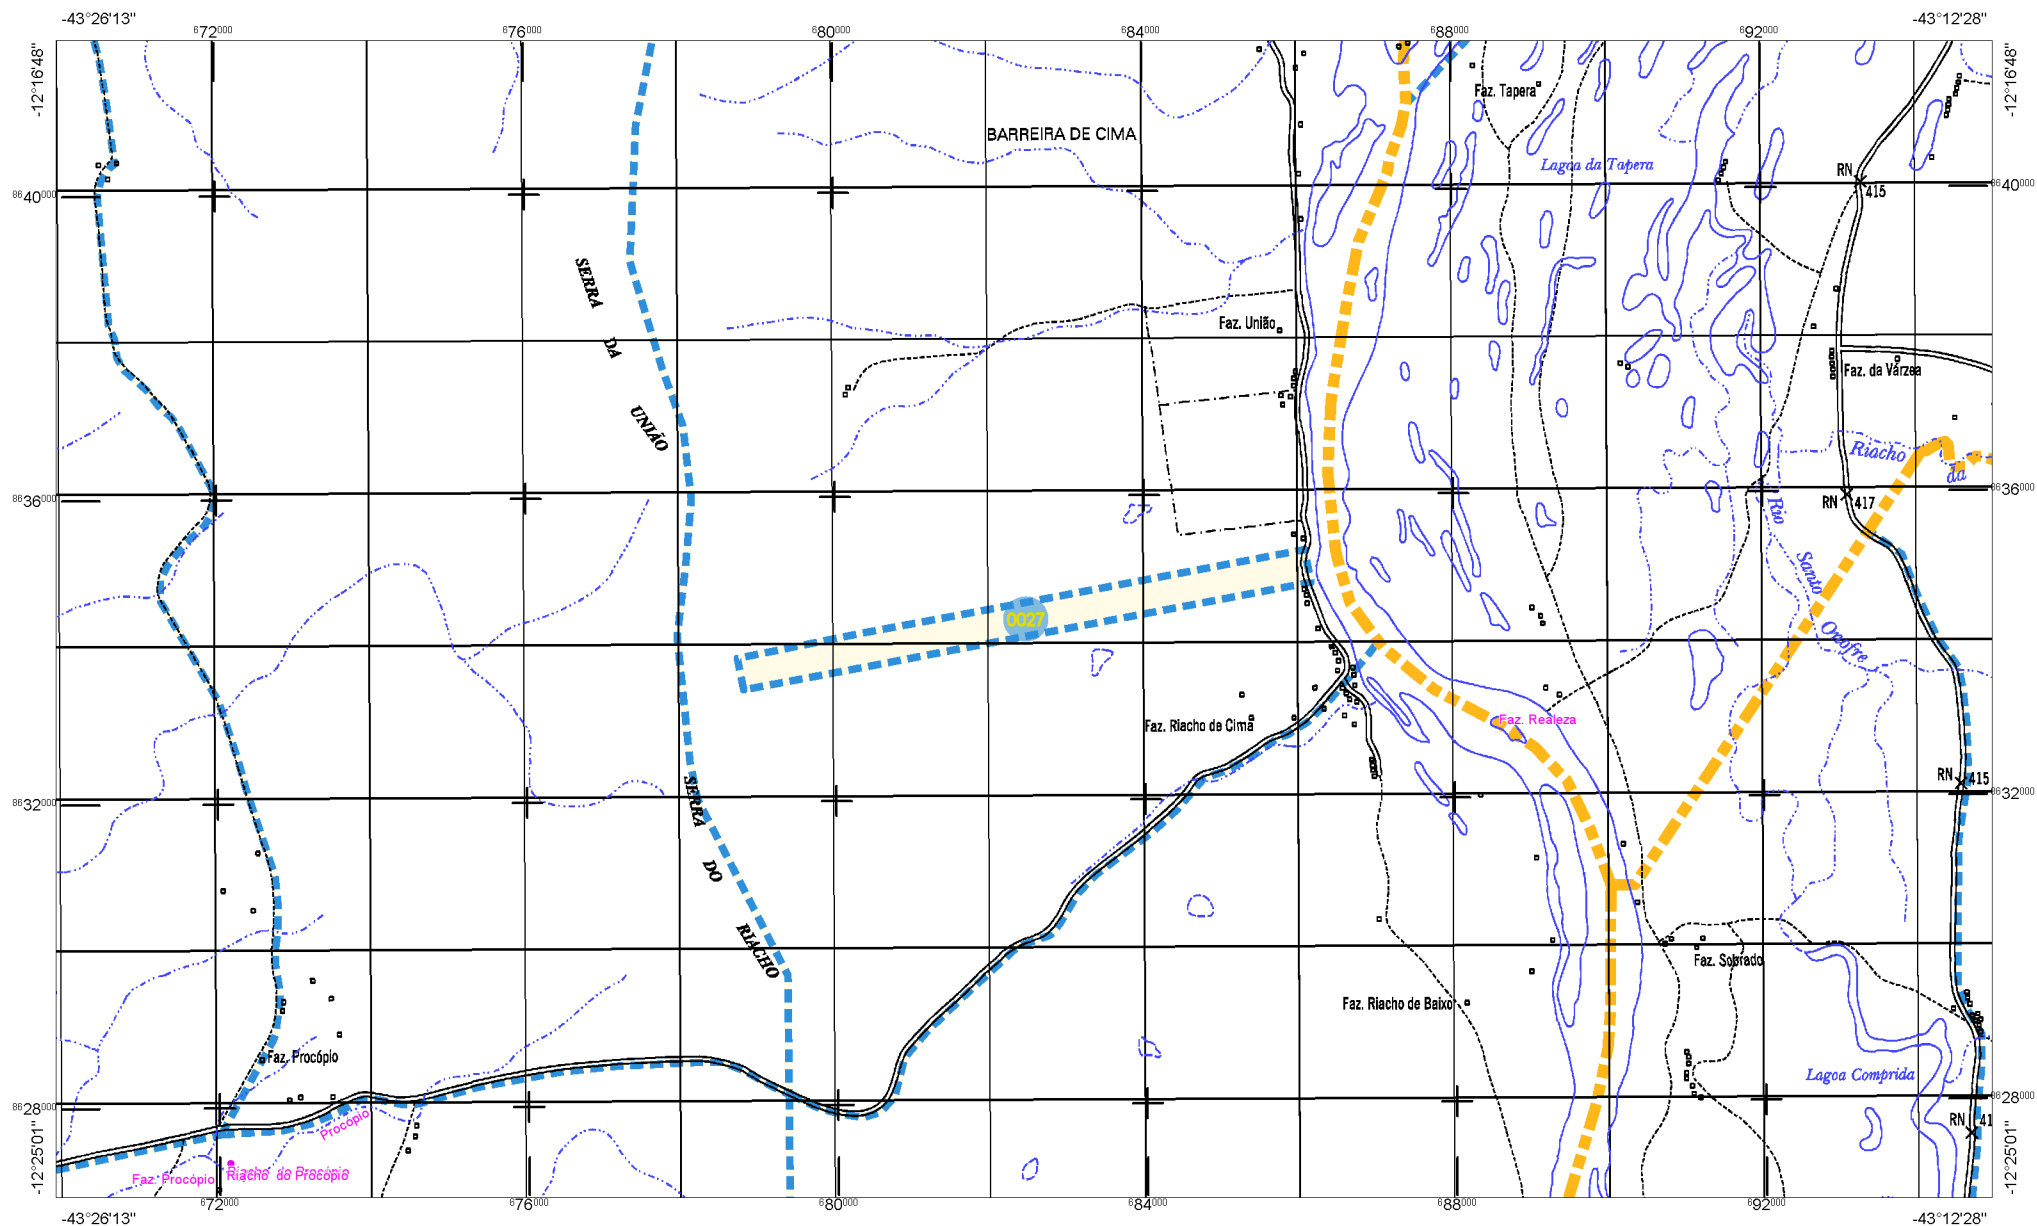 -43°26'13"
-43°12'28"
672000
676000
680000
684000
688000
692000
-12°16'48"
-12°16'48"
Faz. Tapera
BARREIRA DE CIMA
Lagoa da Tapera
RN
415
8640000
8640000
SERRA
DA
UNIÃO
Faz. União
Faz. da Várzea
Riacho
da
8636000
8636000
RN
417
Rio
Santo
Onofre
0027
Faz. Riacho de Cima
Faz. Realeza
RN
415
8632000
8632000
SERRA
DO
RIACHO
Faz. Sobrado
Faz. Riacho de Baixo
Faz. Procópio
Lagoa Comprida
8628000
8628000
RN
41
Procópio
Faz. Procópio
Riacho do Procópio
-12°25'01"
-12°25'01"
672000
676000
680000
684000
688000
692000
-43°26'13"
-43°12'28"